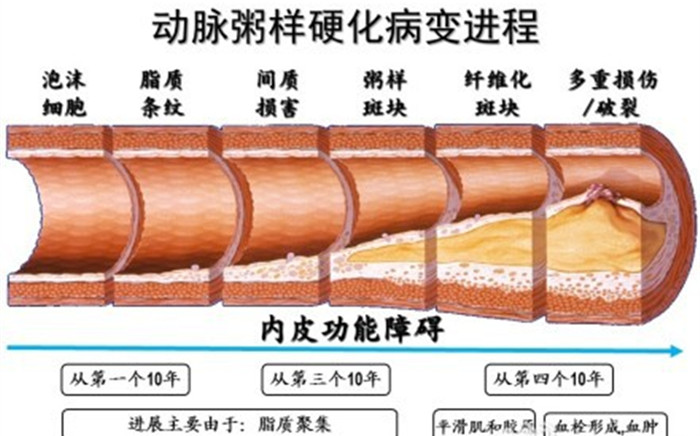 动脉粥样硬化病变进程
泡沫
细胞
脂质
条纹
间质
损害
粥样
斑块
纤维化
斑块
多重损伤
/破裂
内皮功能障碍
从第一个10年
从第三个10年
从第四个10年
进展主要由于：脂质聚集
平滑肌和胶原
血栓形成,血肿